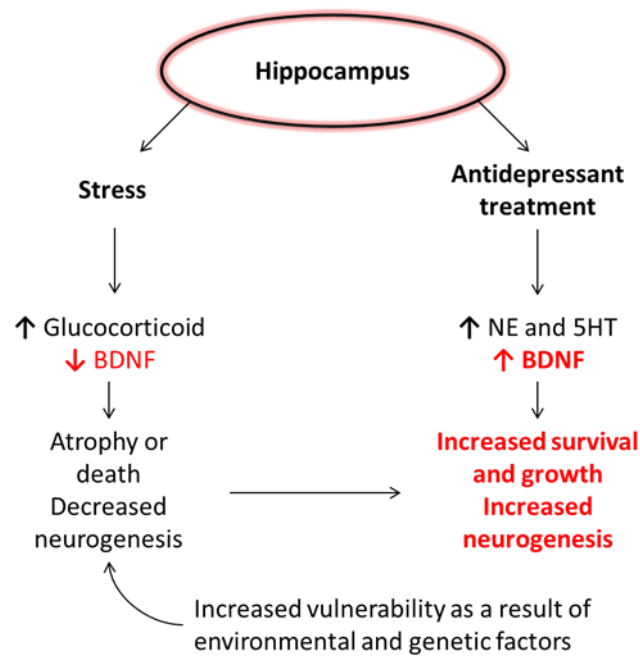 Hippocampus
Stress
Antidepressant
treatment
↑ Glucocorticoid
↓ BDNF
↑ NE and 5HT
↑ BDNF
Atrophy or
death
Decreased
neurogenesis
Increased survival
and growth
Increased
neurogenesis
Increased vulnerability as a result of
environmental and genetic factors